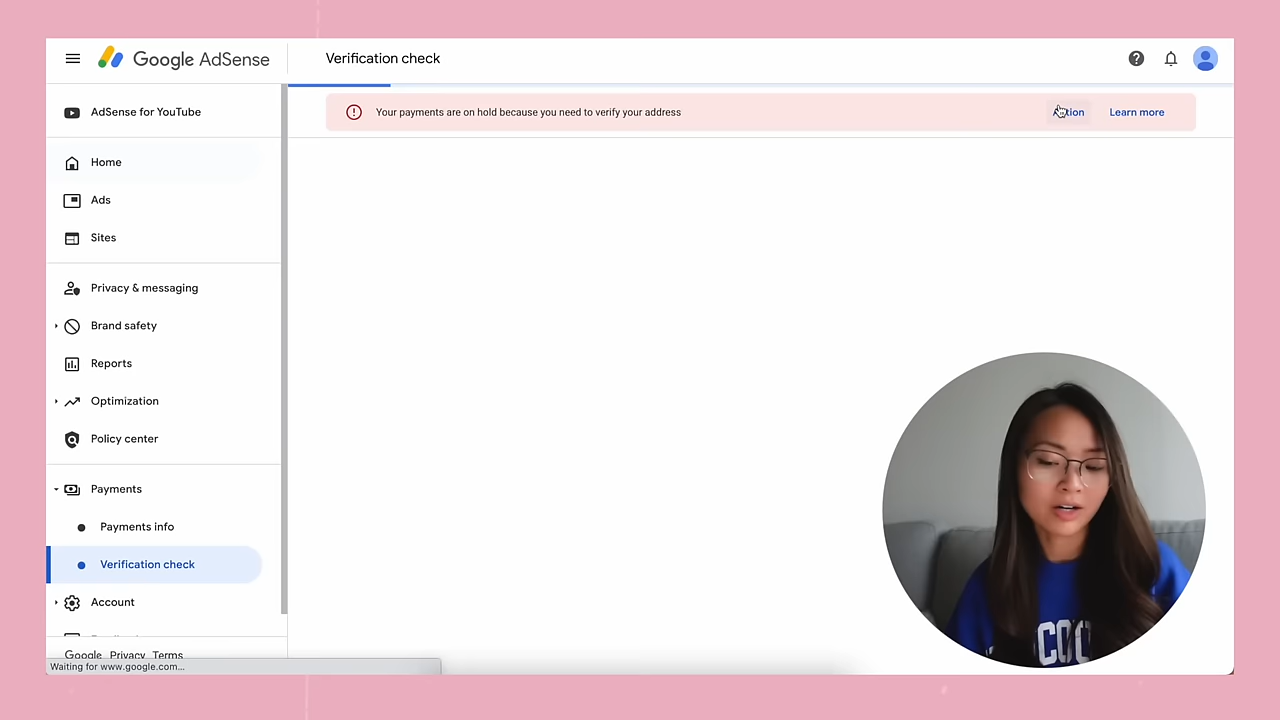 Google AdSense
Verification check
AdSense for YouTube
Your payments are on hold because you need to verify your address
Learn more
Home
Ads
Sites
Privacy & messaging
Brand safety
Reports
Optimization
Policy center
Payments
Payments info
Verification check
Account
Google Privacy Terms
Waiting for www.google.com...